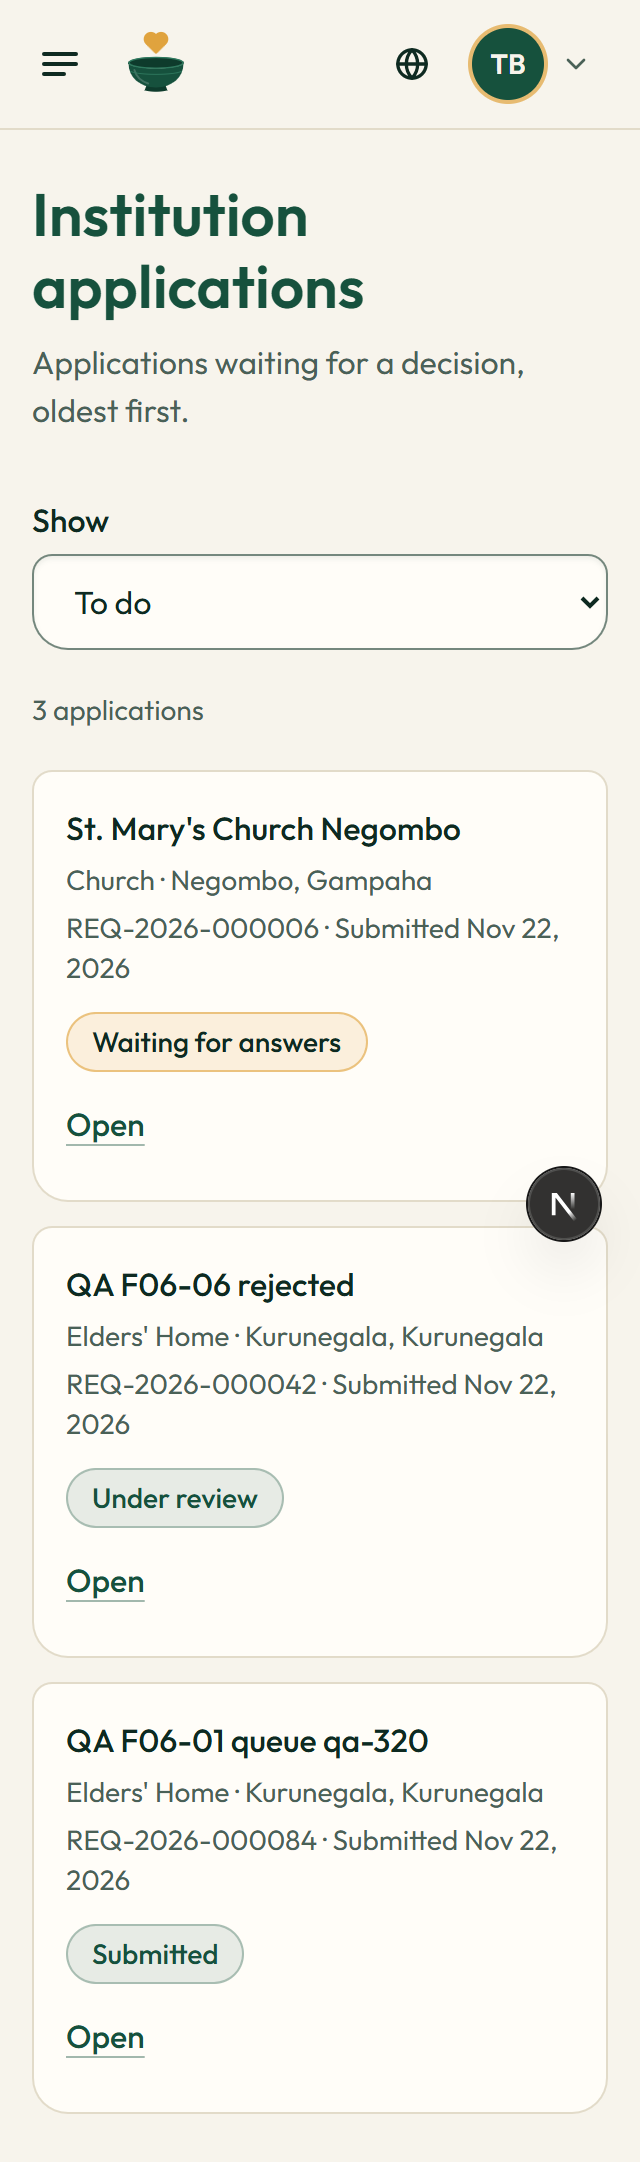 TB
Institution
applications
Applications waiting for a decision,
oldest first.
Show
To do
3 applications
St. Mary's Church Negombo
Church · Negombo, Gampaha
REQ-2026-000006 · Submitted Nov 22,
2026
Waiting for answers
Open
N
QA F06-06 rejected
Elders' Home · Kurunegala, Kurunegala
REQ-2026-000042 · Submitted Nov 22,
2026
Under review
Open
QA F06-01 queue qa-320
Elders' Home · Kurunegala, Kurunegala
REQ-2026-000084 · Submitted Nov 22,
2026
Submitted
Open